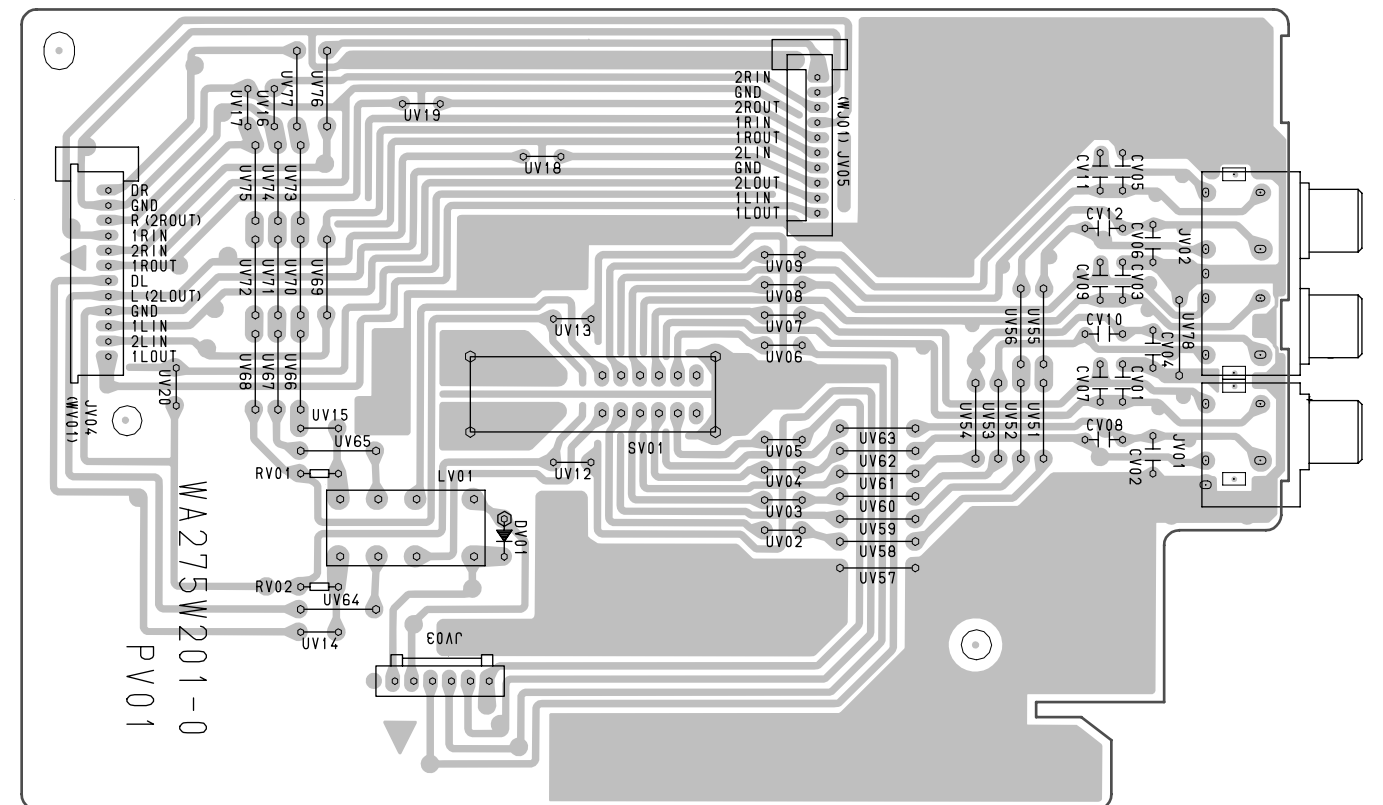 UV17
UV16
UV77
UV76
UV19
UV18
2RIN
GND
2ROUT
1RIN
1ROUT
2LIN
GND
2LOUT
1LIN
1LOUT
(WJ01) JV05
DR
GND
R(2ROUT)
1RIN
2RIN
1ROUT
DL
L(2LOUT)
GND
1LIN
2LIN
1LOUT
JV04
(WV01)
UV20
UV75
UV74
UV73
UV72
UV71
UV70
UV69
UV68
UV67
UV66
UV15
UV65
RV01
LV01
DV01
RV02
UV64
UV14
JV03
UV13
UV12
SV01
UV09
UV08
UV07
UV06
UV05
UV04
UV03
UV02
UV63
UV62
UV61
UV60
UV59
UV58
UV57
UV56
UV55
UV54
UV53
UV52
UV51
CV11
CV05
CV12
CV06
JV02
CV09
CV03
CV10
CV04
UV78
CV07
CV01
CV08
CV02
JV01
WA275W201-0
PV01